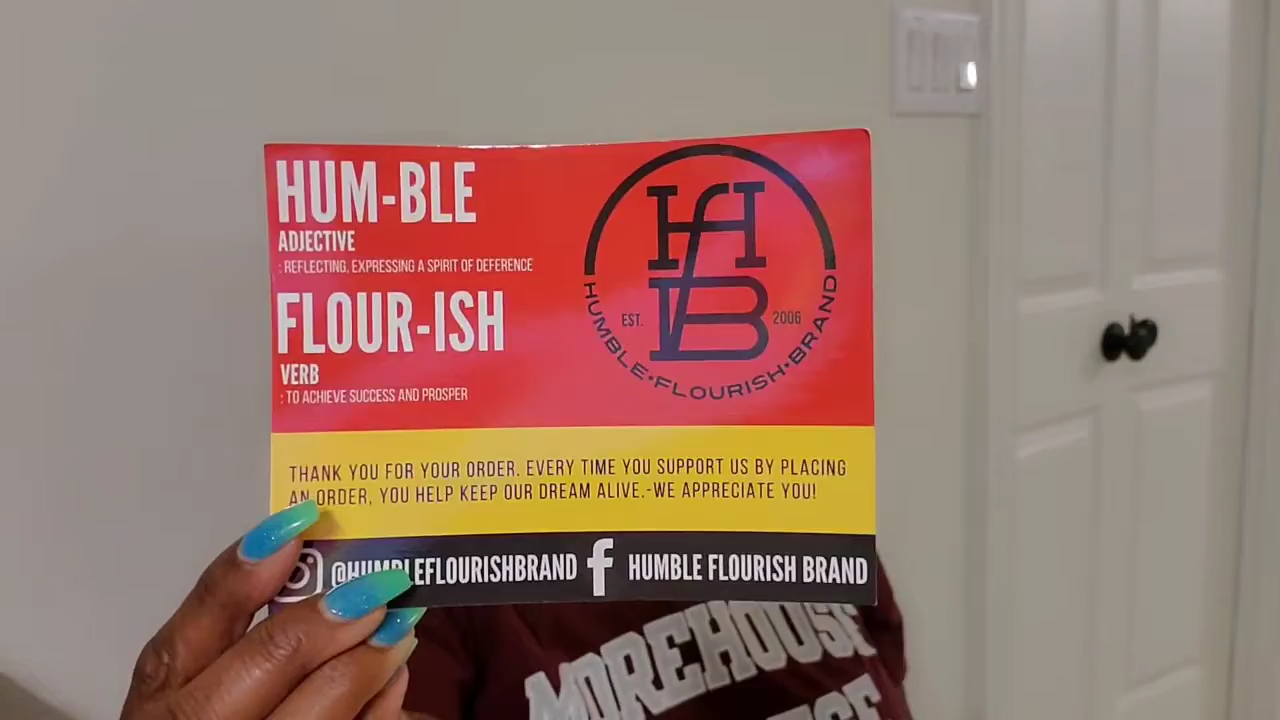 HUM-BLE
ADJECTIVE
: REFLECTING, EXPRESSING A SPIRIT OF DEFERENCE
FLOUR-ISH
VERB
: TO ACHIEVE SUCCESS AND PROSPER
HFB
EST. 2006
HUMBLE•FLOURISH•BRAND
THANK YOU FOR YOUR ORDER. EVERY TIME YOU SUPPORT US BY PLACING
AN ORDER, YOU HELP KEEP OUR DREAM ALIVE.-WE APPRECIATE YOU!
@HUMBLEFLOURISHBRAND f HUMBLE FLOURISH BRAND
MOREHOUSE